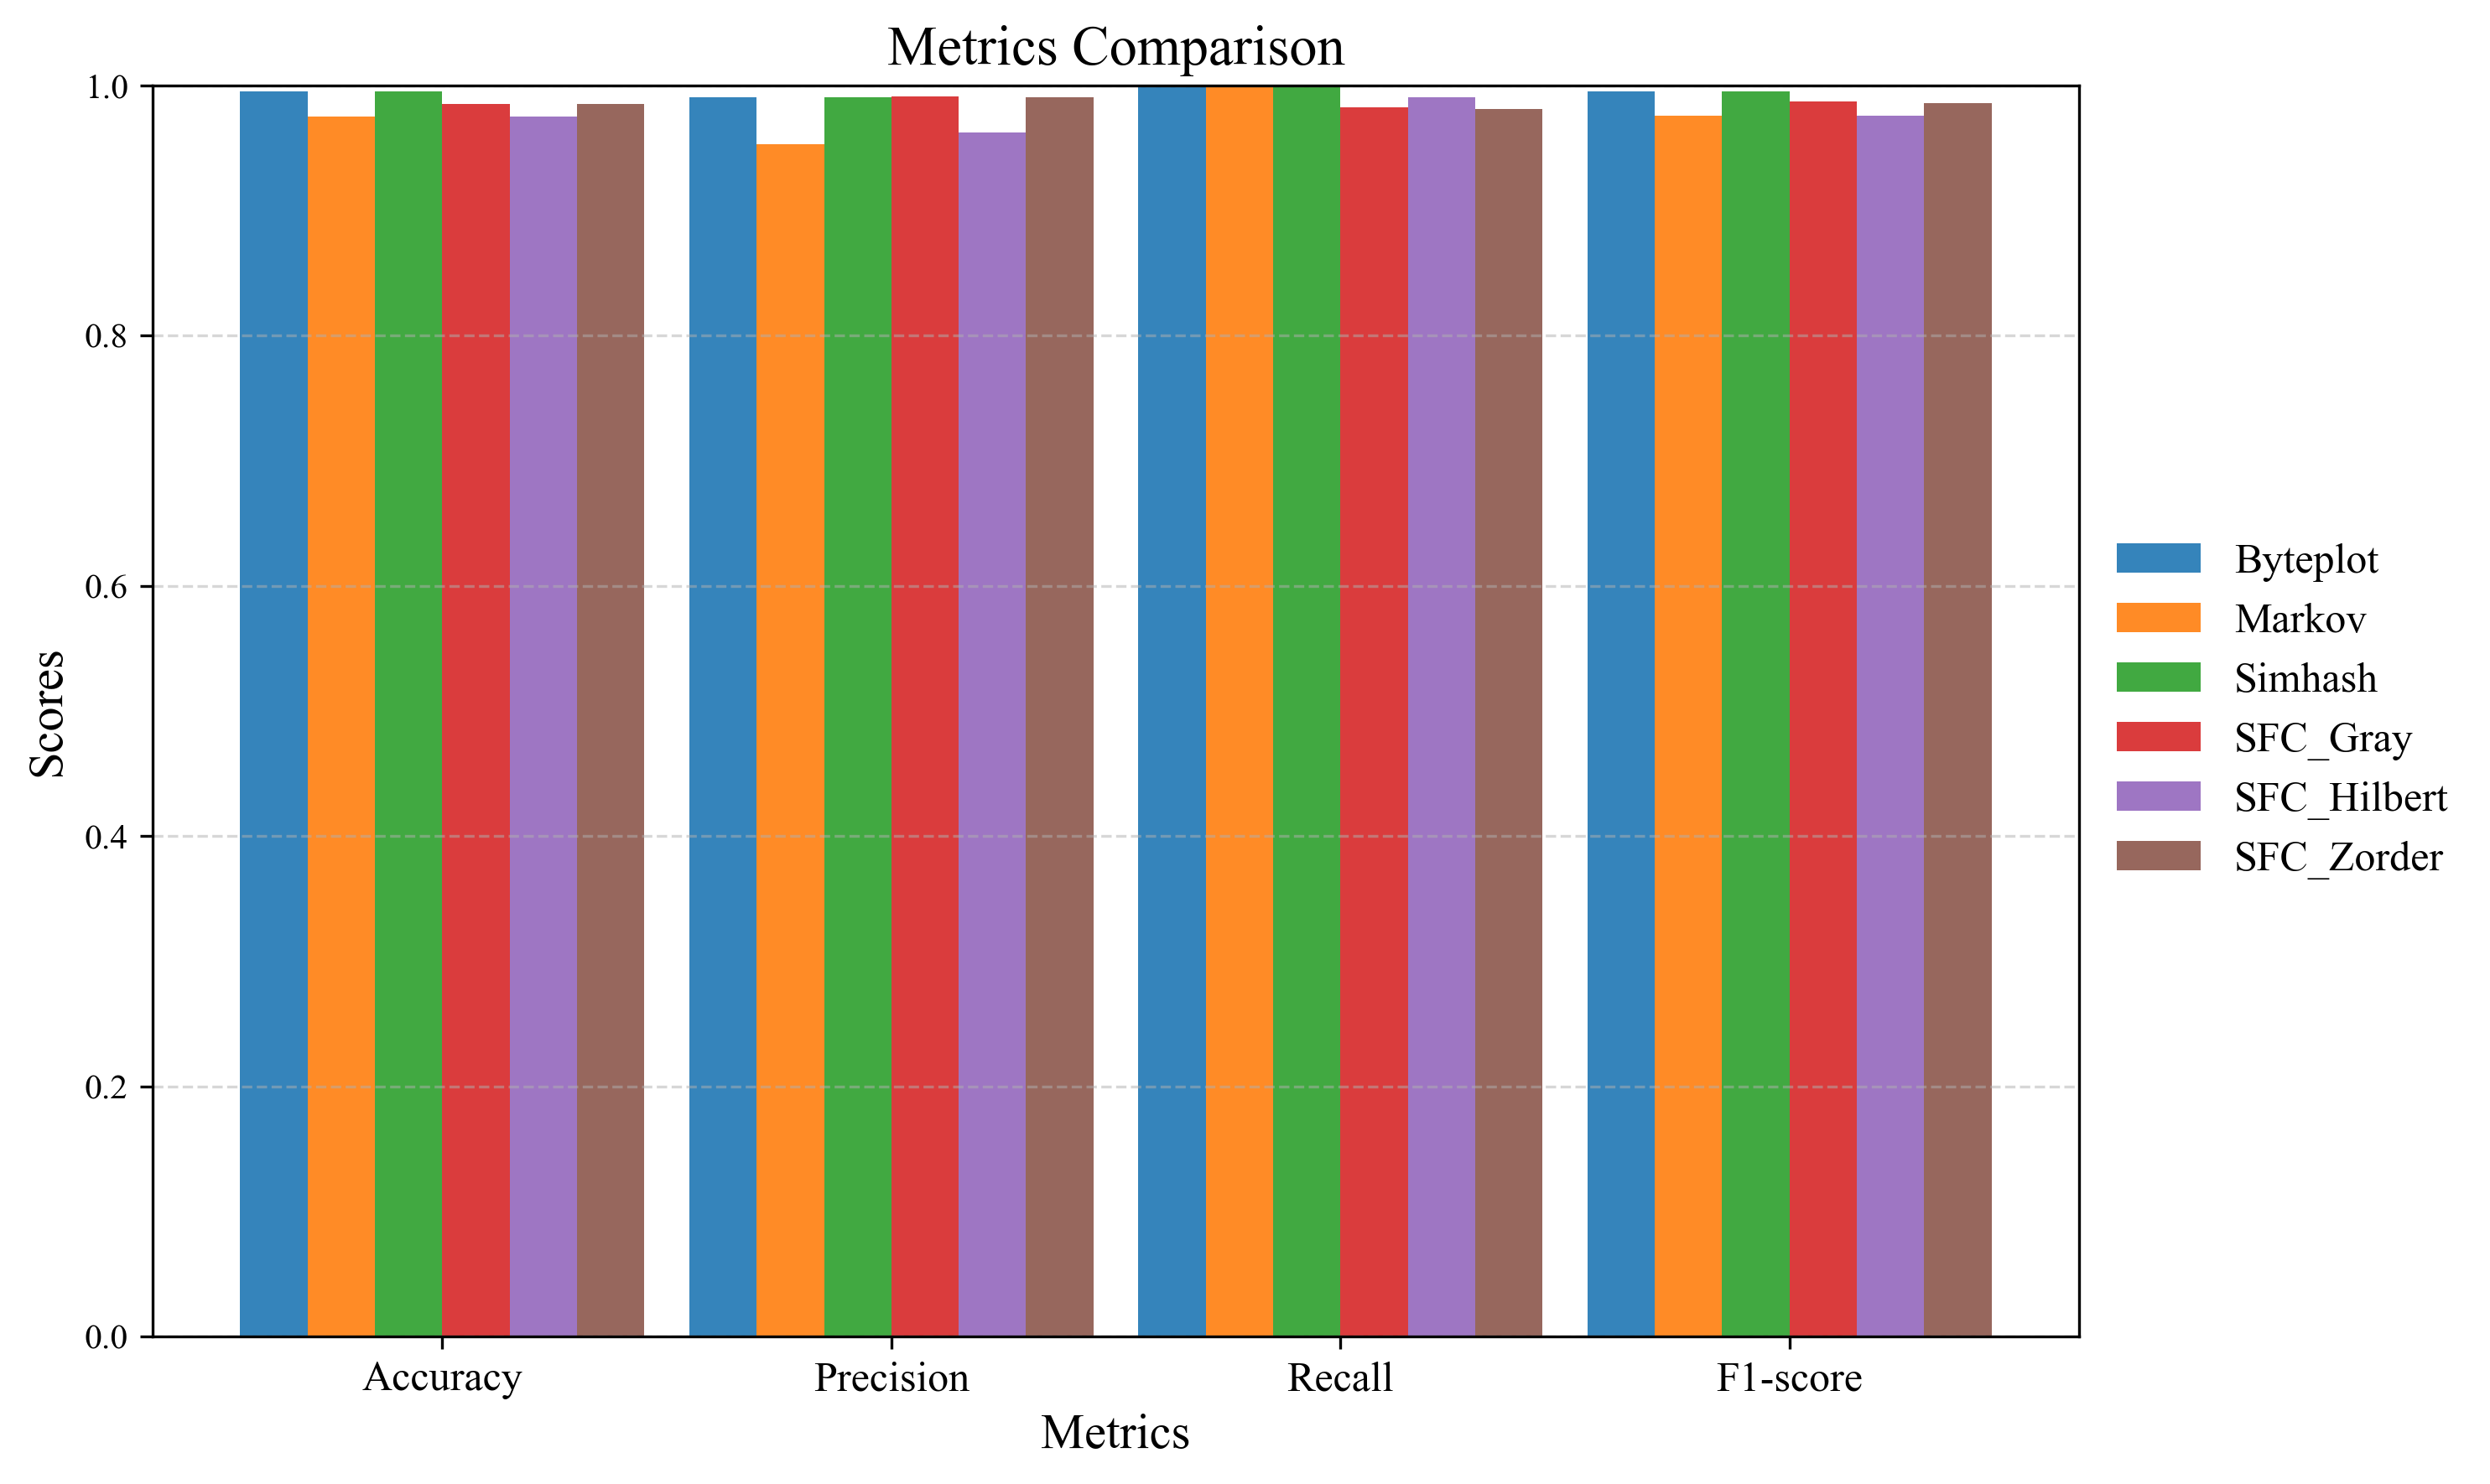 Metrics Comparison
1.0
0.8
0.6
0.4
0.2
0.0
Scores
Accuracy
Precision
Recall
F1-score
Metrics
Byteplot
Markov
Simhash
SFC_Gray
SFC_Hilbert
SFC_Zorder